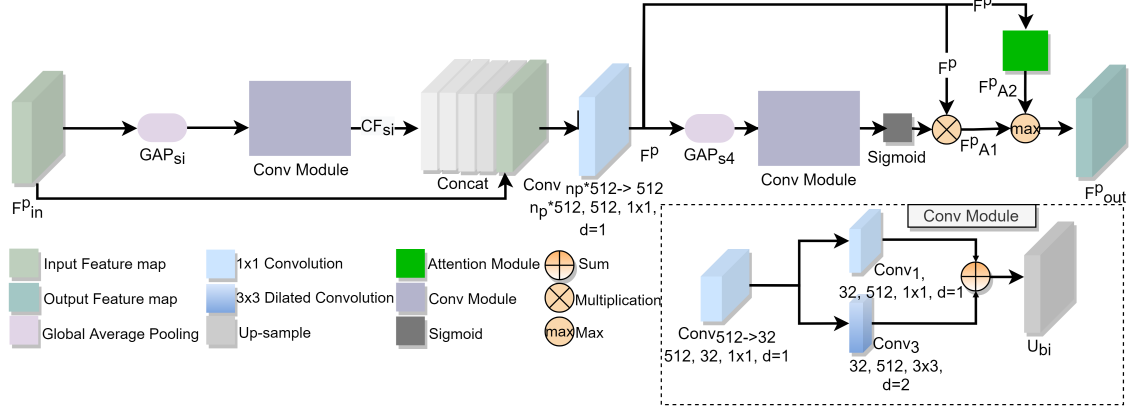 F^p
F^p
F^p_A2
max
CF_si
GAP_si
Conv Module
Concat
F^p_in
Conv np*512-> 512
n_p*512, 512, 1x1,
d=1
F^p
GAP_s4
Conv Module
Sigmoid
F^p_A1
F^p_out
Conv Module
Input Feature map
1x1 Convolution
Attention Module
Sum
Output Feature map
3x3 Dilated Convolution
Conv Module
Multiplication
Global Average Pooling
Up-sample
Sigmoid
max
Max
Conv_512->32
512, 32, 1x1, d=1
Conv_1,
32, 512, 1x1, d=1
Conv_3
32, 512, 3x3,
d=2
U_bi